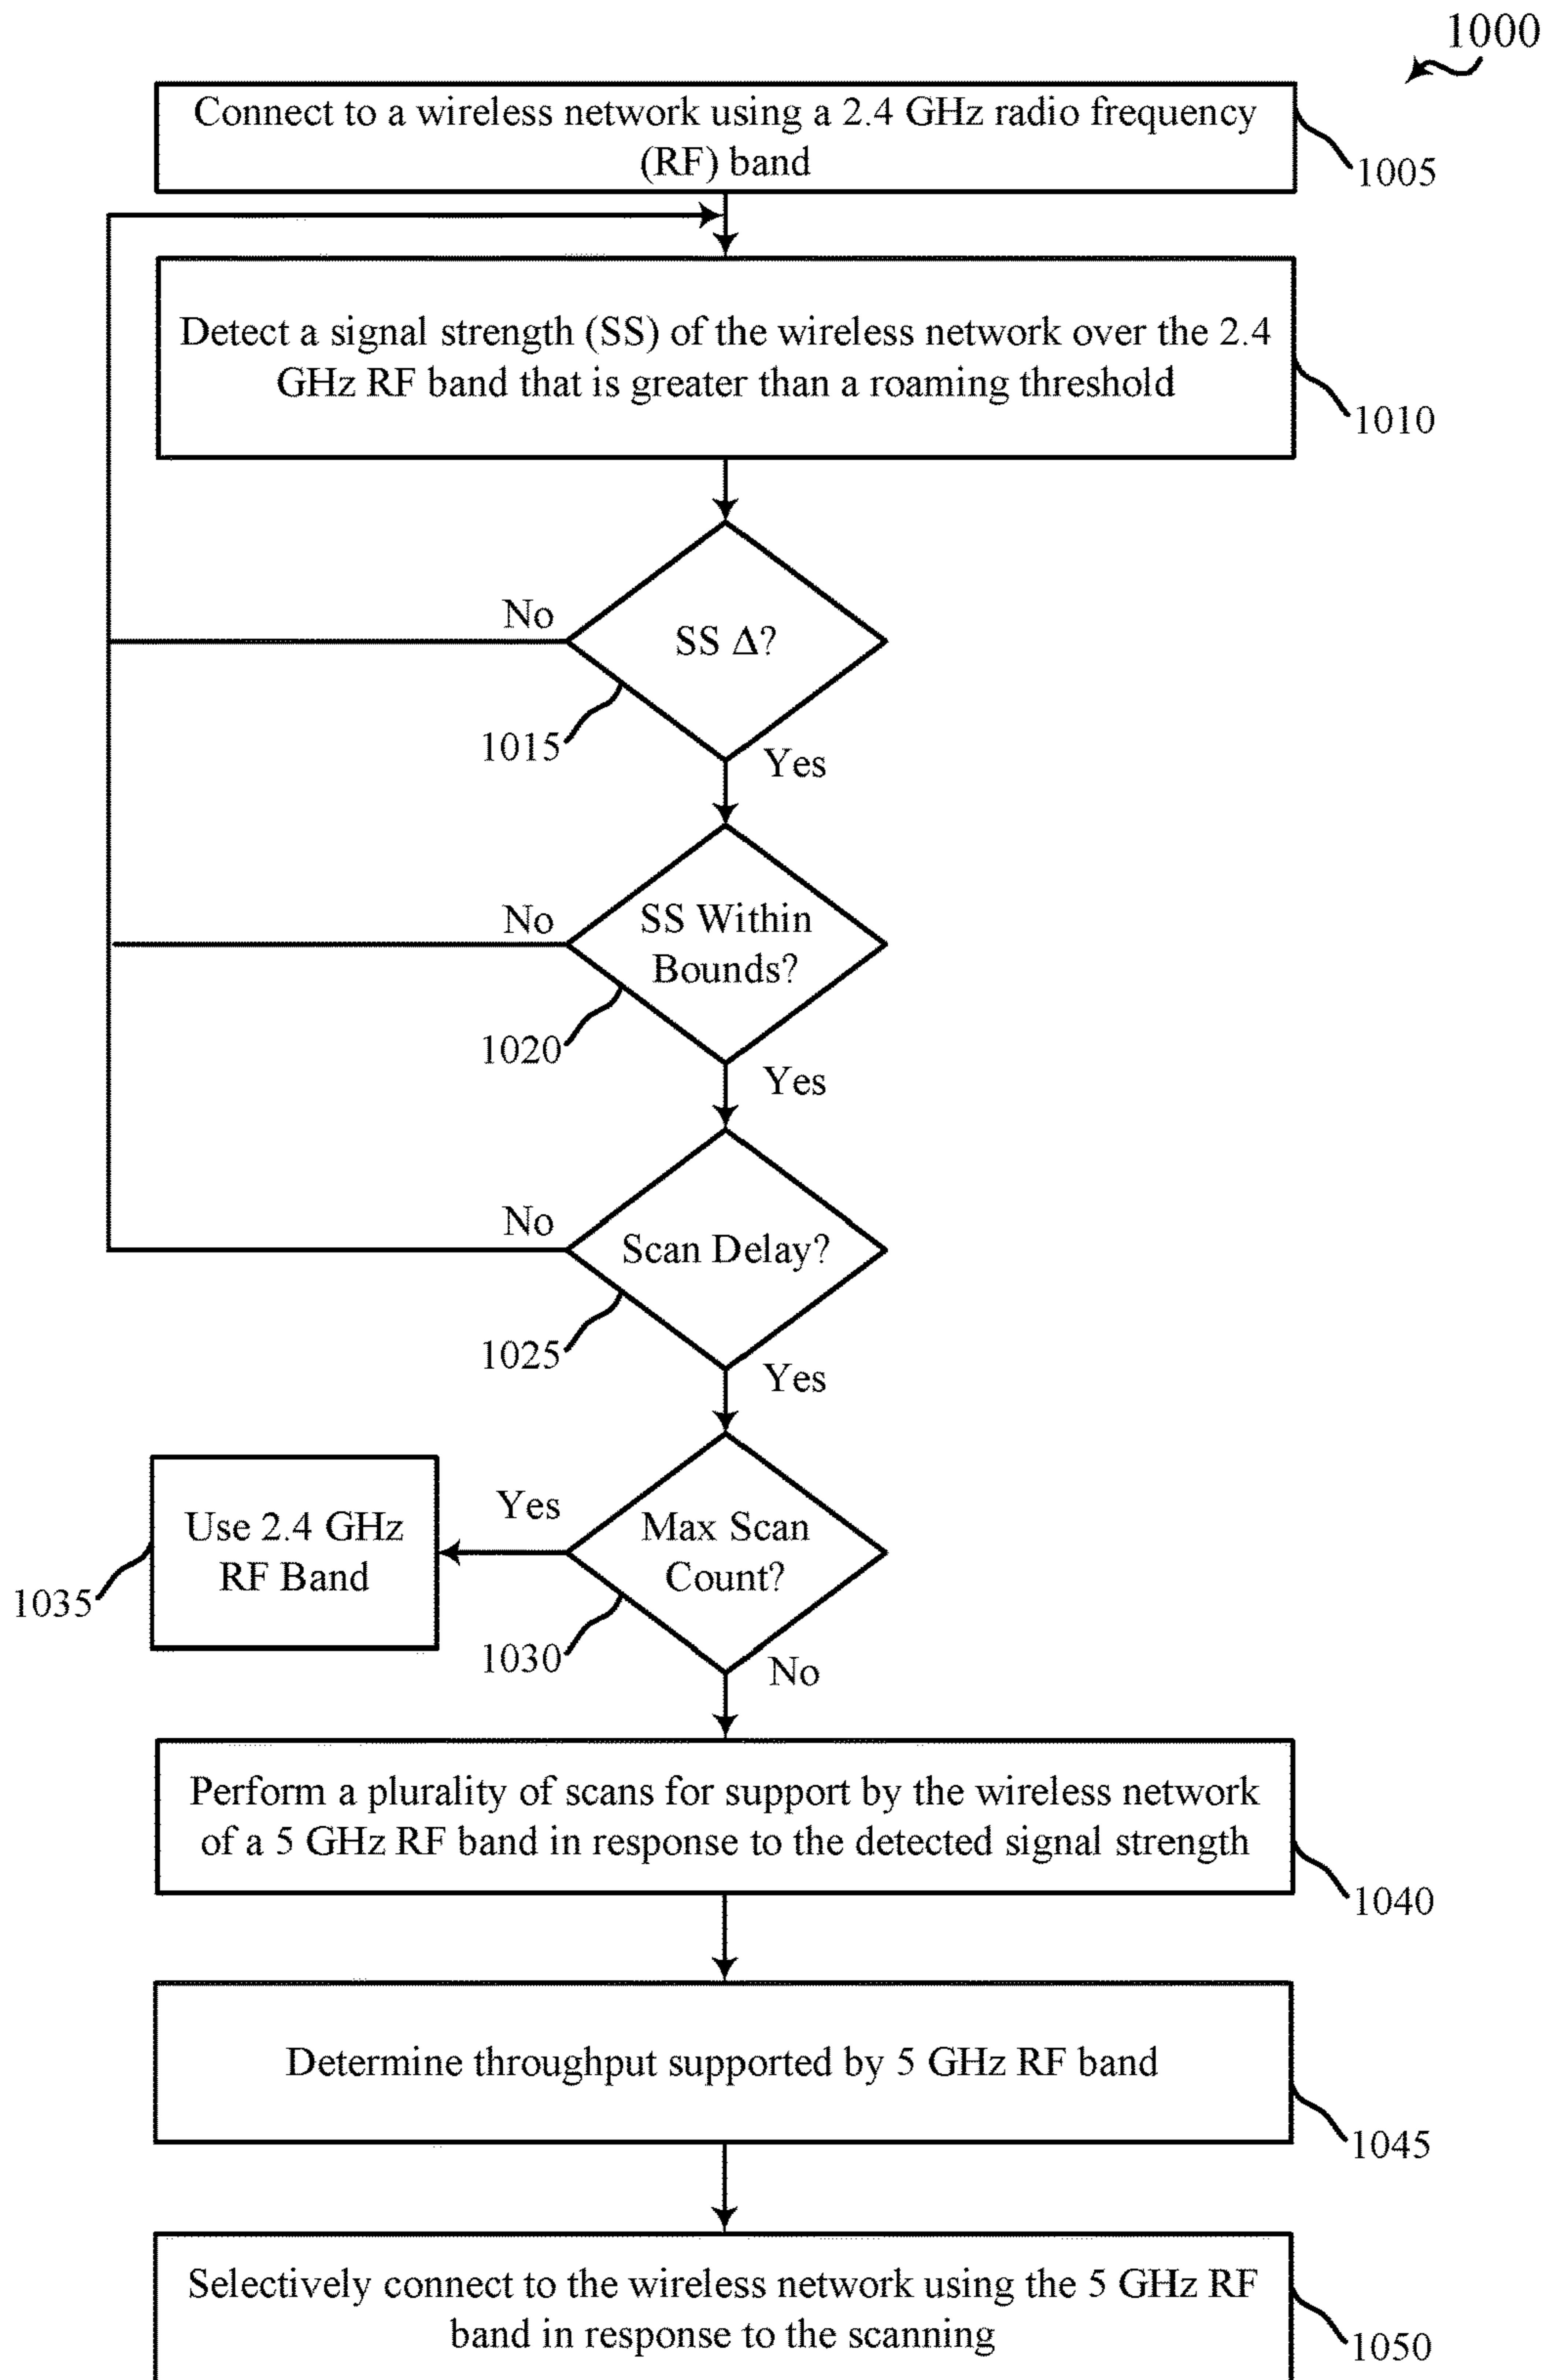 1000
Connect to a wireless network using a 2.4 GHz radio frequency
(RF) band
1005
Detect a signal strength (SS) of the wireless network over the 2.4
GHz RF band that is greater than a roaming threshold
1010
No
SS Δ?
1015
Yes
No
SS Within
Bounds?
1020
Yes
No
Scan Delay?
1025
Yes
Yes
Max Scan
Count?
Use 2.4 GHz
RF Band
1035
1030
No
Perform a plurality of scans for support by the wireless network
of a 5 GHz RF band in response to the detected signal strength
1040
Determine throughput supported by 5 GHz RF band
1045
Selectively connect to the wireless network using the 5 GHz RF
band in response to the scanning
1050